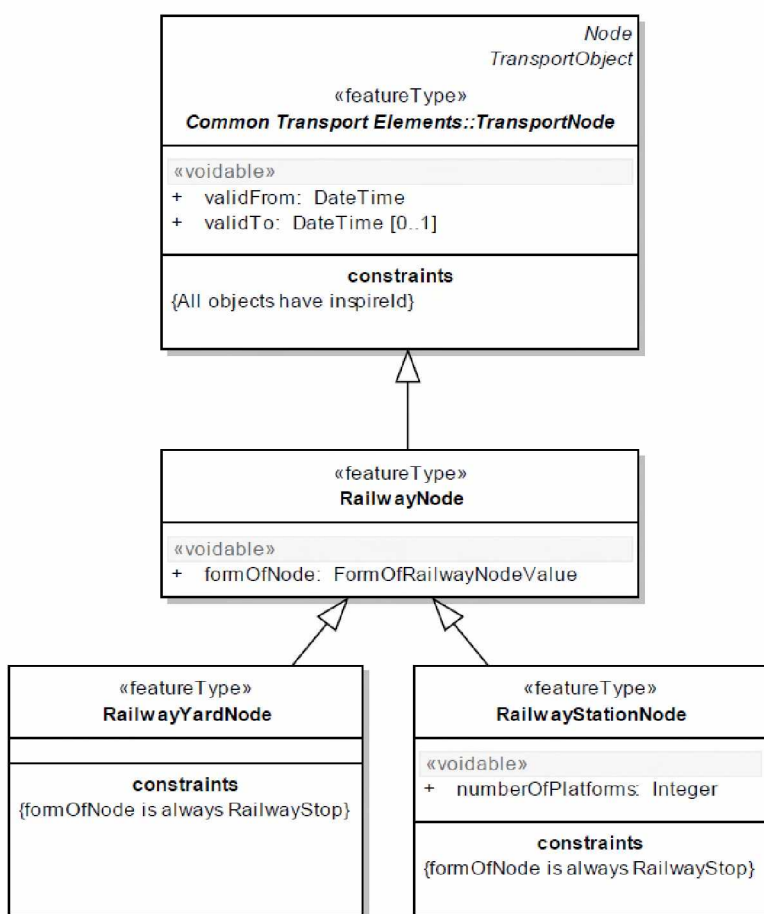 Node
TransportObject
«featureType»
Common Transport Elements::TransportNode
«voidable»
+ validFrom: DateTime
+ validTo: DateTime [0..1]
constraints
{All objects have inspireId}
«featureType»
RailwayNode
«voidable»
+ formOfNode: FormOfRailwayNodeValue
«featureType»
RailwayYardNode
constraints
{formOfNode is always RailwayStop}
«featureType»
RailwayStationNode
«voidable»
+ numberOfPlatforms: Integer
constraints
{formOfNode is always RailwayStop}